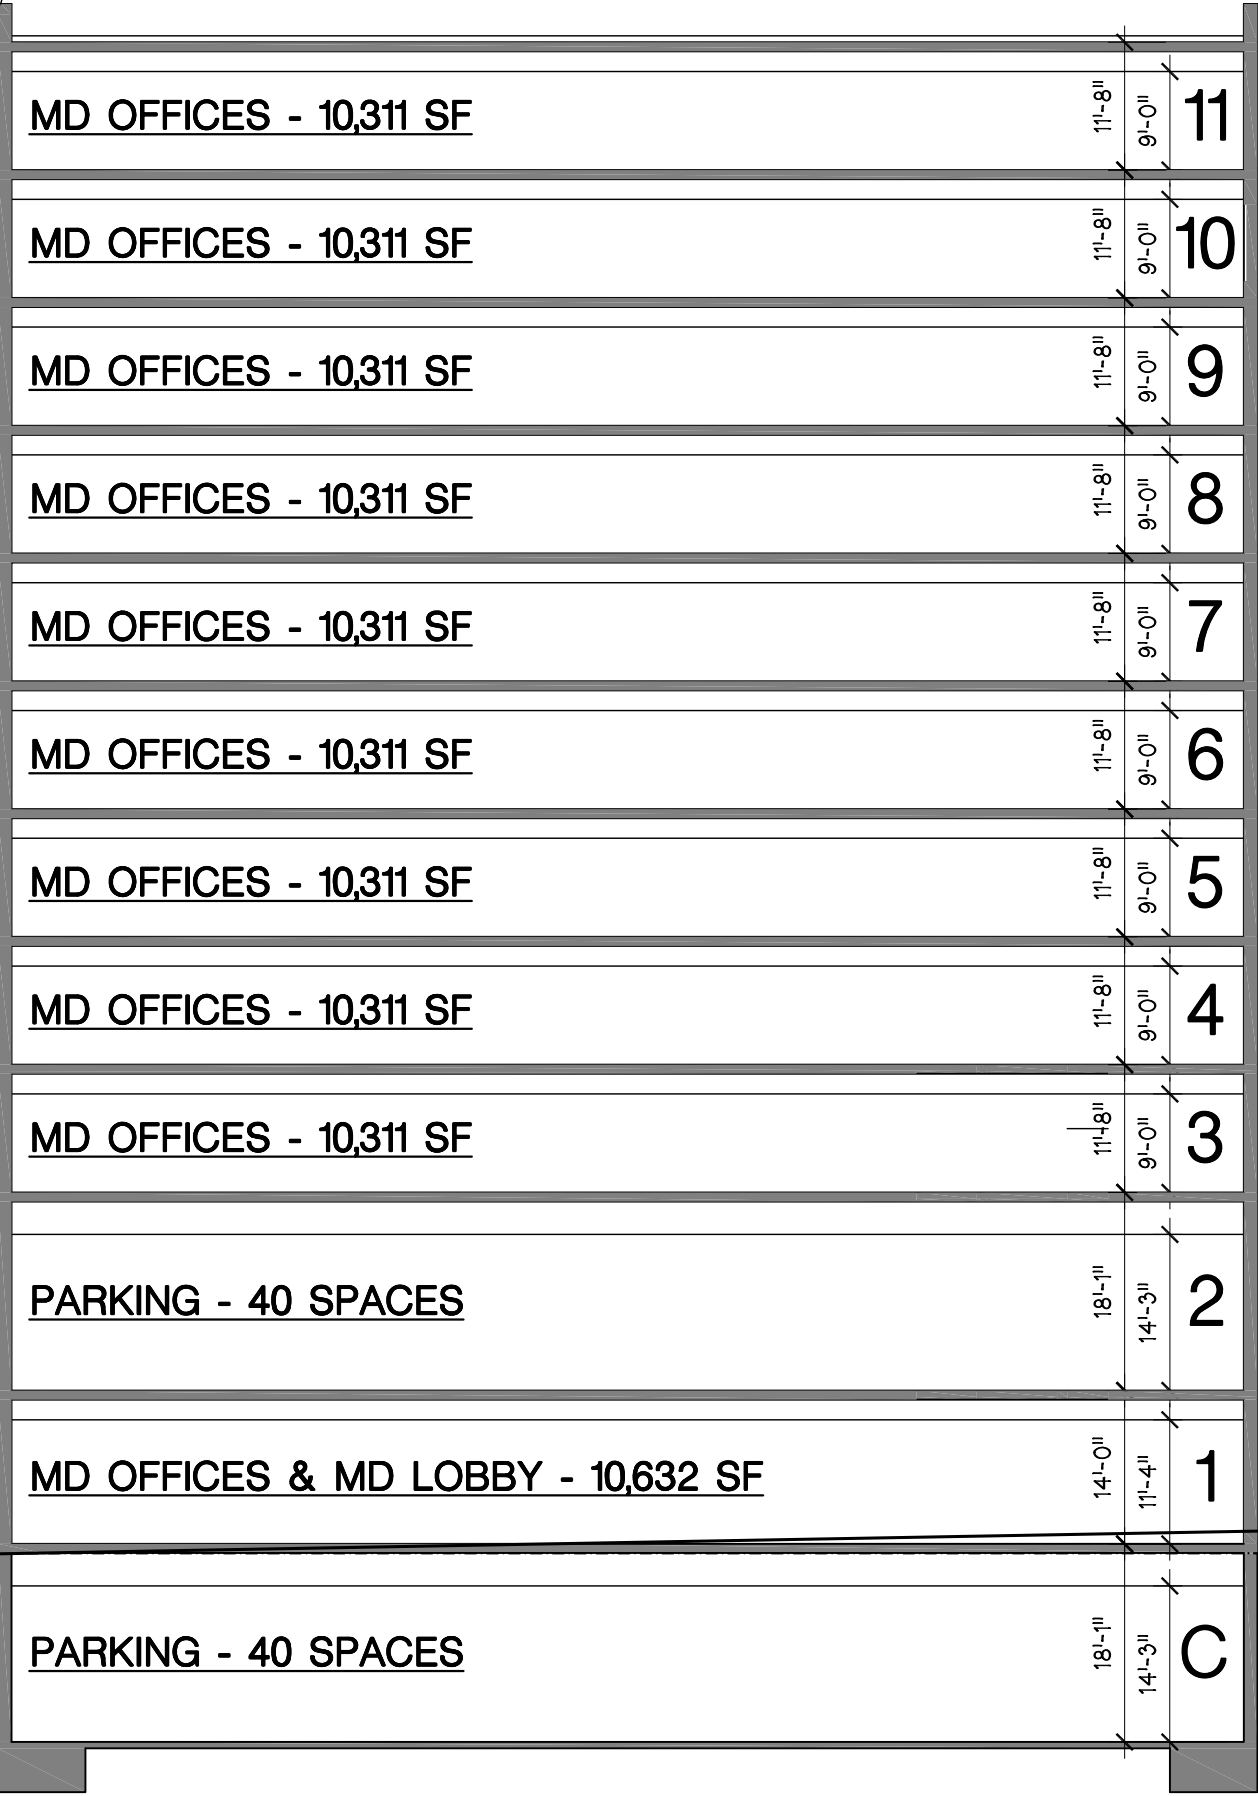 MD OFFICES - 10,311 SF 11'-8" 9'-0" 11
MD OFFICES - 10,311 SF 11'-8" 9'-0" 10
MD OFFICES - 10,311 SF 11'-8" 9'-0" 9
MD OFFICES - 10,311 SF 11'-8" 9'-0" 8
MD OFFICES - 10,311 SF 11'-8" 9'-0" 7
MD OFFICES - 10,311 SF 11'-8" 9'-0" 6
MD OFFICES - 10,311 SF 11'-8" 9'-0" 5
MD OFFICES - 10,311 SF 11'-8" 9'-0" 4
MD OFFICES - 10,311 SF 11'-8" 9'-0" 3
PARKING - 40 SPACES 18'-1" 14'-3" 2
MD OFFICES & MD LOBBY - 10,632 SF 14'-0" 11'-4" 1
PARKING - 40 SPACES 18'-1" 14'-3" C